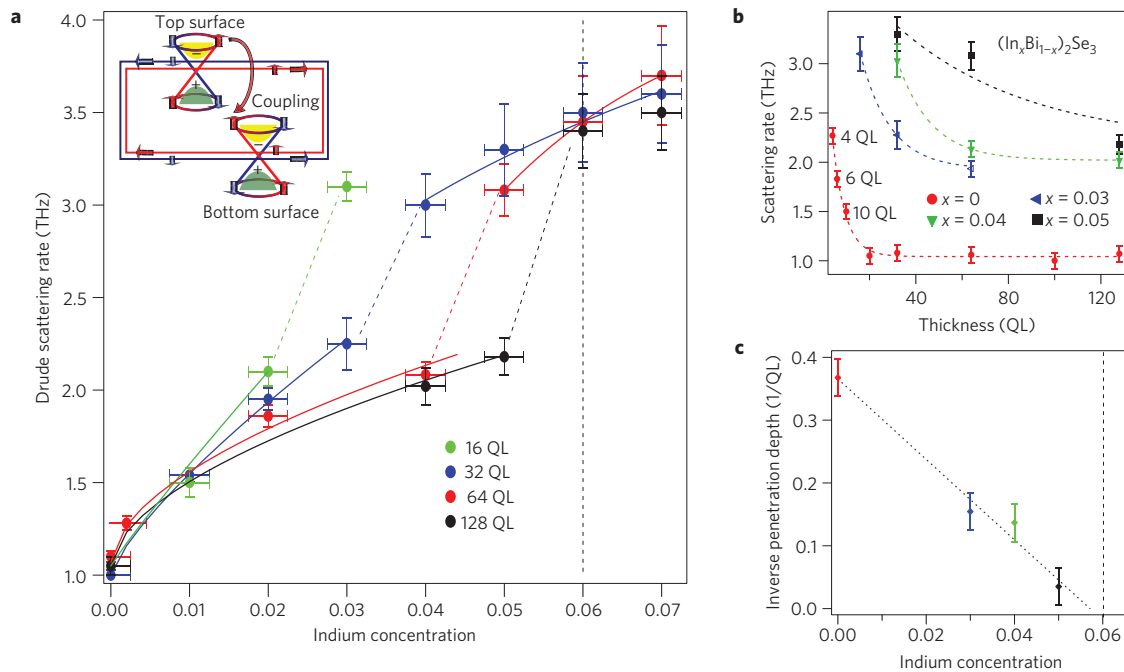 a
Top surface
Coupling
Bottom surface
Drude scattering rate (THz)
4.0
3.5
3.0
2.5
2.0
1.5
1.0
16 QL
32 QL
64 QL
128 QL
0.00
0.01
0.02
0.03
0.04
0.05
0.06
0.07
Indium concentration
b
(InxBi1−x)2Se3
Scattering rate (THz)
3.0
2.5
2.0
1.5
1.0
4 QL
6 QL
10 QL
x = 0
x = 0.03
x = 0.04
x = 0.05
40
80
120
Thickness (QL)
c
Inverse penetration depth (1/QL)
0.4
0.3
0.2
0.1
0.0
0.00
0.02
0.04
0.06
Indium concentration